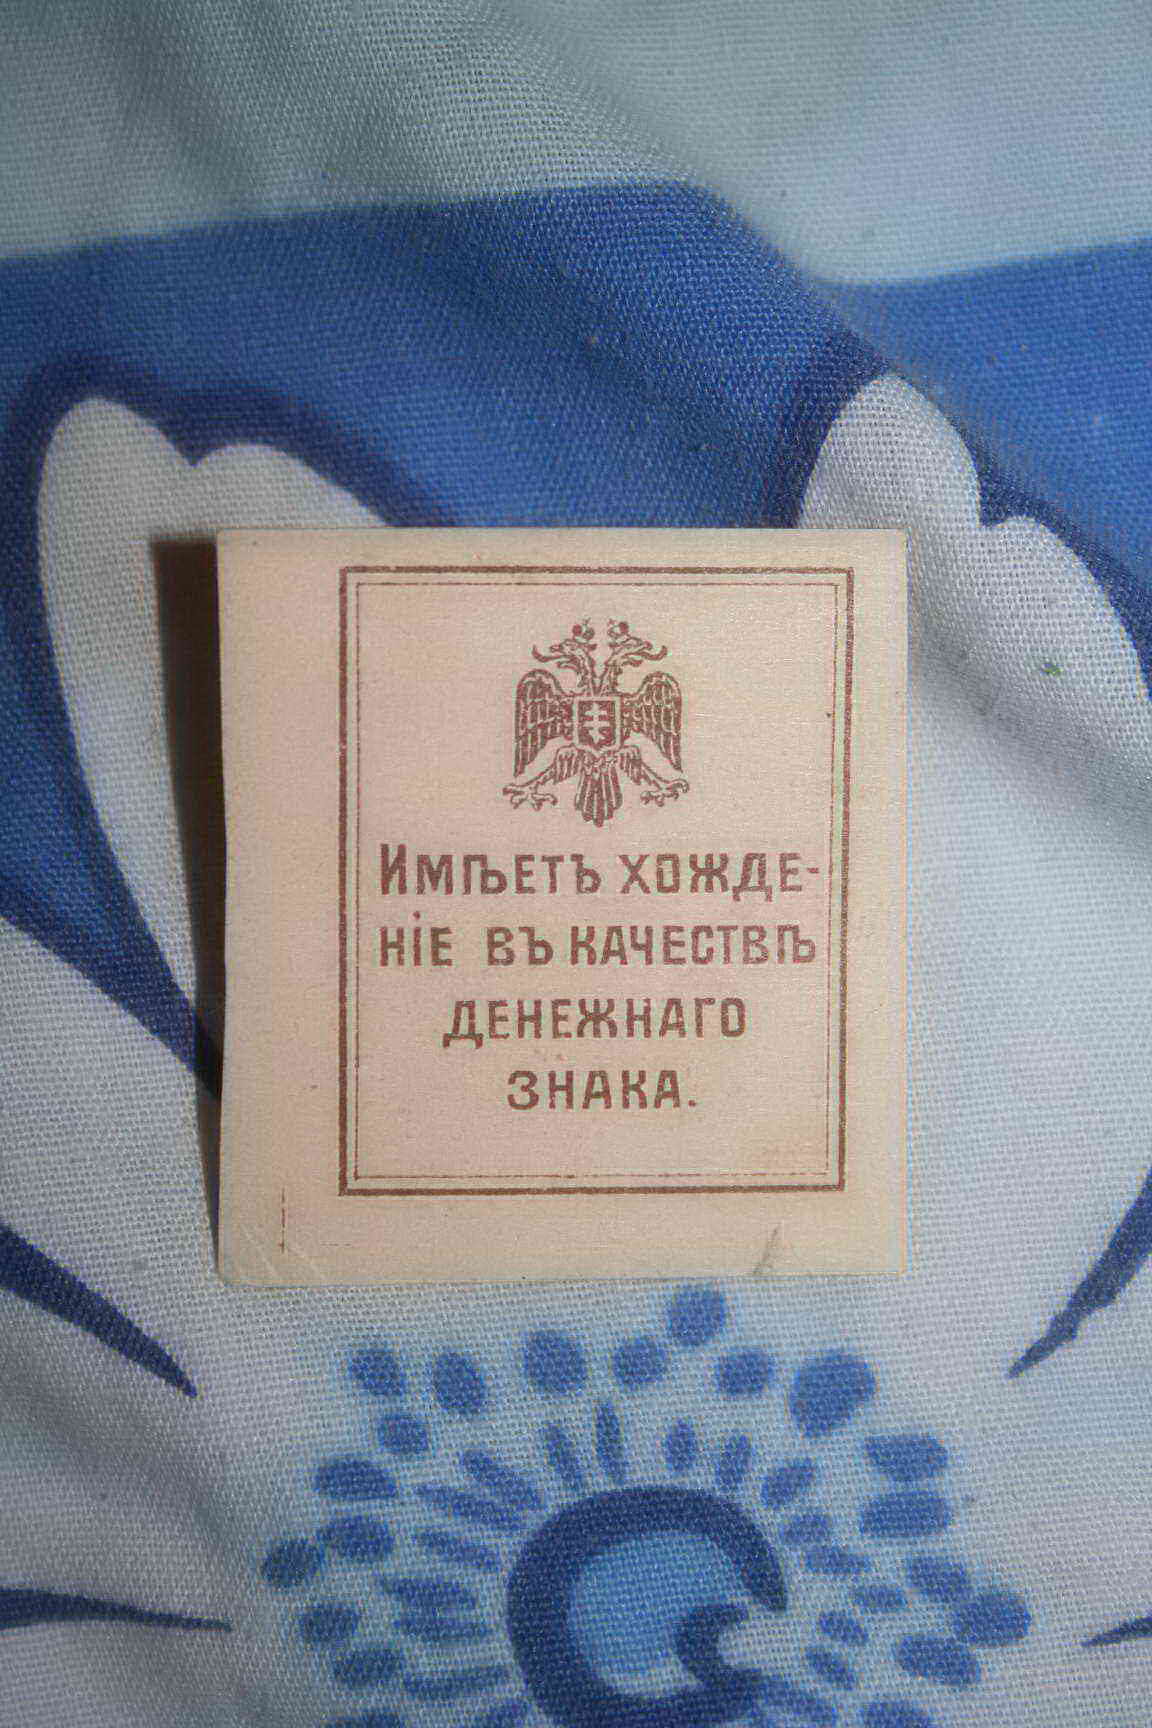 Имѣетъ хожде-
ніе въ качествѣ
денежнаго
знака.